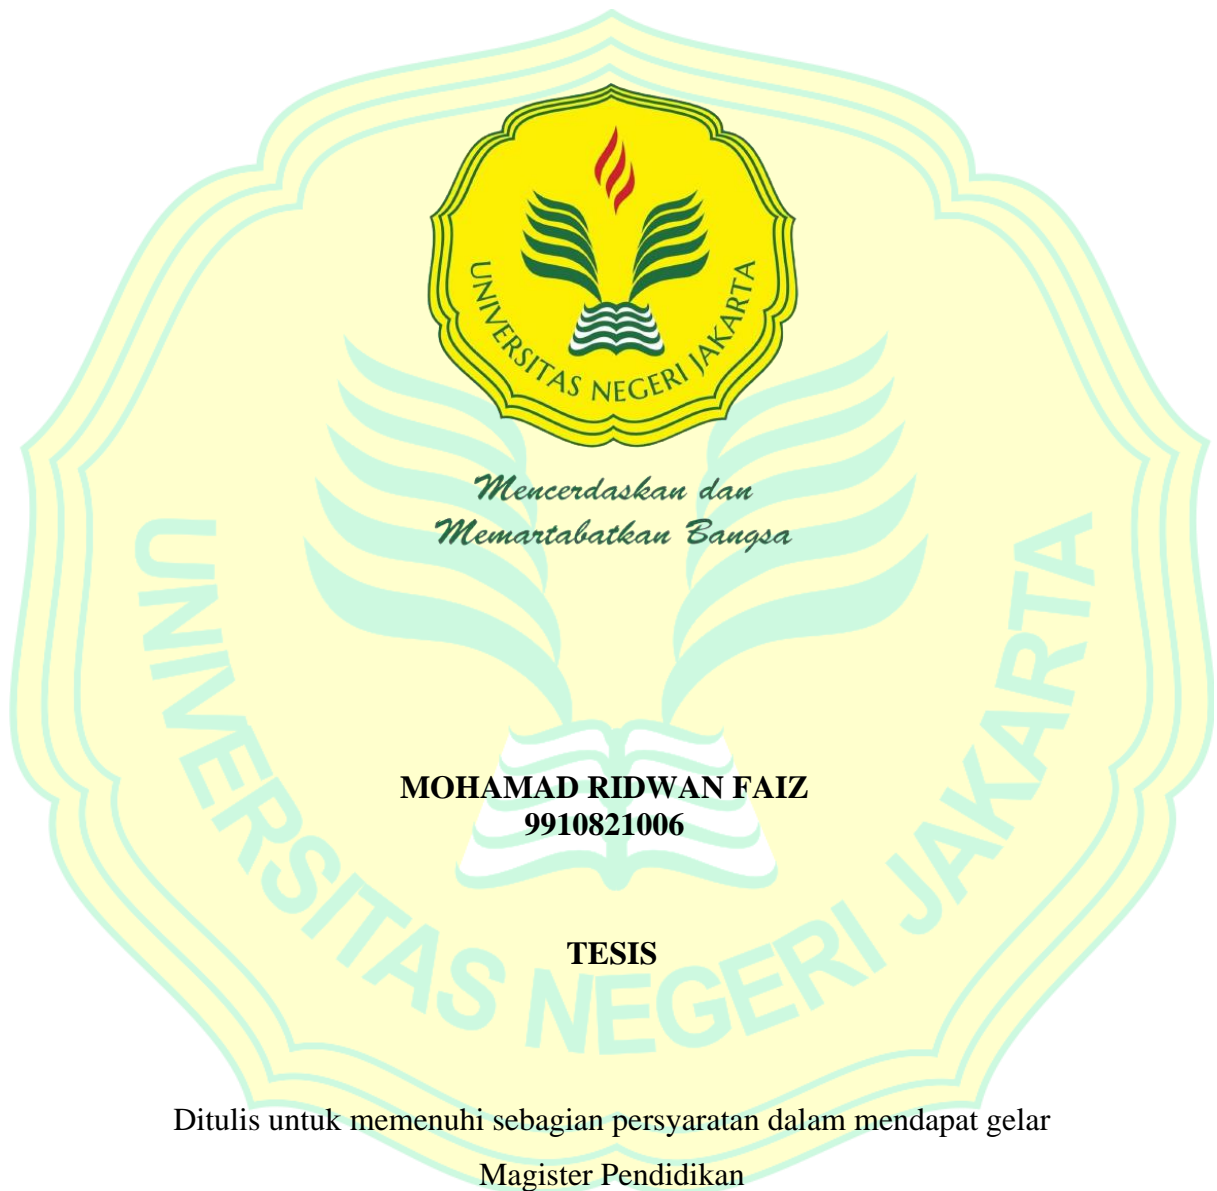 UNIVERSITAS NEGERI JAKARTA
Mencerdaskan dan
Memartabatkan Bangsa
UNIVERSITAS NEGERI JAKARTA
MOHAMAD RIDWAN FAIZ
9910821006
TESIS
Ditulis untuk memenuhi sebagian persyaratan dalam mendapat gelar
Magister Pendidikan